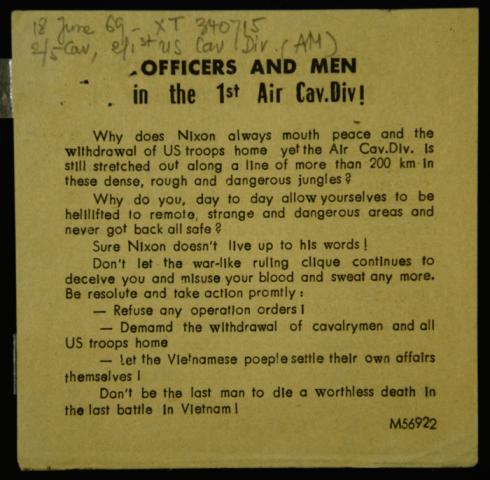 18 June 69 - XT 340715
2/5 Cav, 2/1st US Cav Div. (AM)
OFFICERS AND MEN
in the 1st Air Cav.Div!
Why does Nixon always mouth peace and the
withdrawal of US troops home yet the Air Cav.Div. is
still stretched out along a line of more than 200 km in
these dense, rough and dangerous jungles?
Why do you, day to day allow yourselves to be
helilifted to remote, strange and dangerous areas and
never got back all safe?
Sure Nixon doesn't live up to his words!
Don't let the war-like ruling clique continues to
deceive you and misuse your blood and sweat any more.
Be resolute and take action promtly:
— Refuse any operation orders!
— Demamd the withdrawal of cavalrymen and all
US troops home
— Let the Vietnamese poeple settle their own affairs
themselves!
Don't be the last man to die a worthless death in
the last battle in Vietnam!
M56922